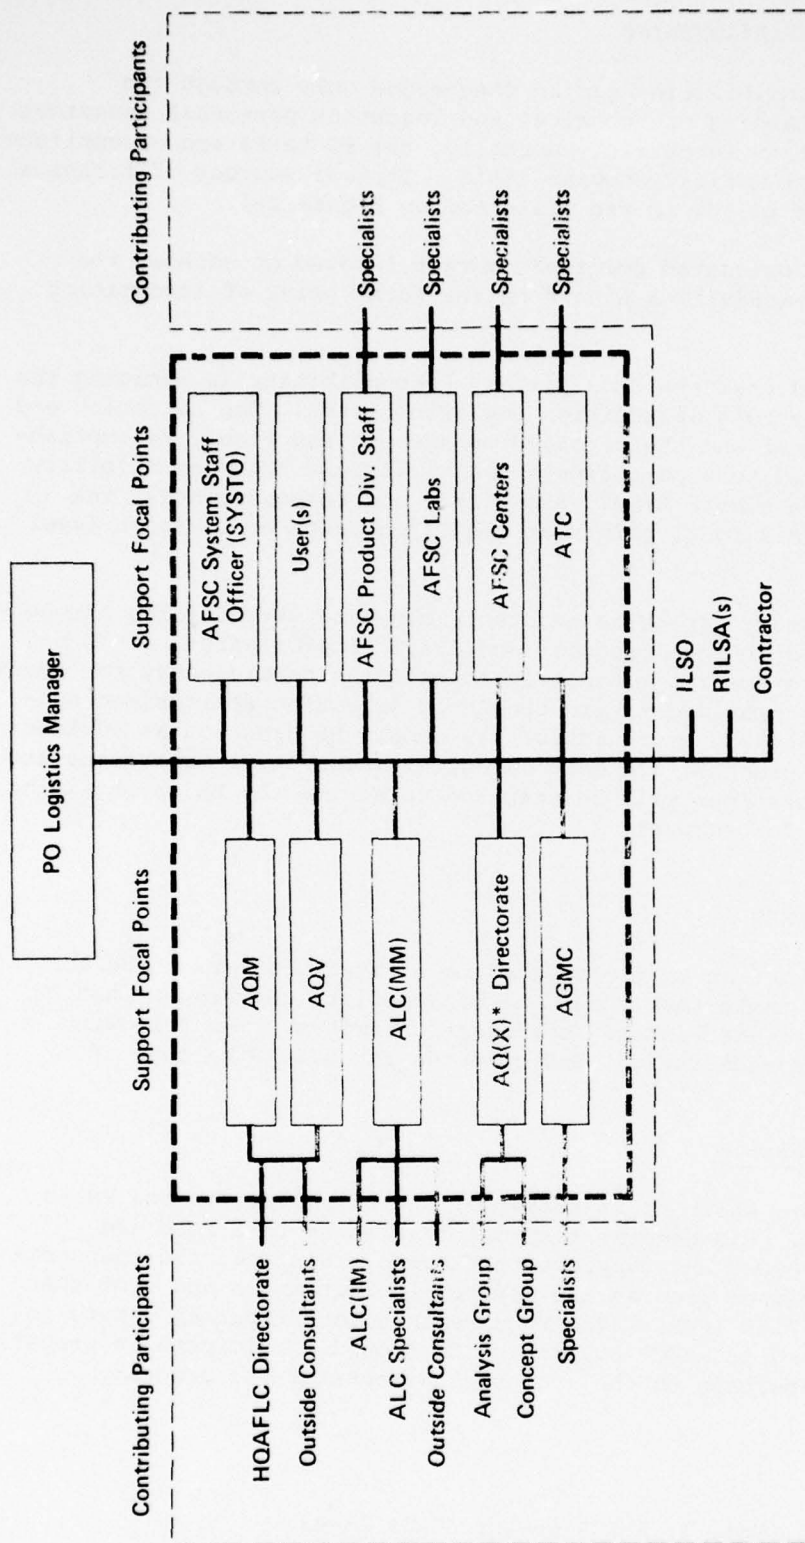 PO Logistics Manager
Contributing Participants
Support Focal Points
Support Focal Points
Contributing Participants
HQAFLC Directorate
Outside Consultants
AQM
AQV
AFSC System Staff
Officer (SYSTO)
User(s)
ALC(IM)
ALC Specialists
Outside Consultants
ALC(MM)
AFSC Product Div. Staff
Specialists
AFSC Labs
Specialists
Analysis Group
Concept Group
AQ(X)* Directorate
AFSC Centers
Specialists
Specialists
AGMC
ATC
Specialists
ILSO
RILSA(s)
Contractor